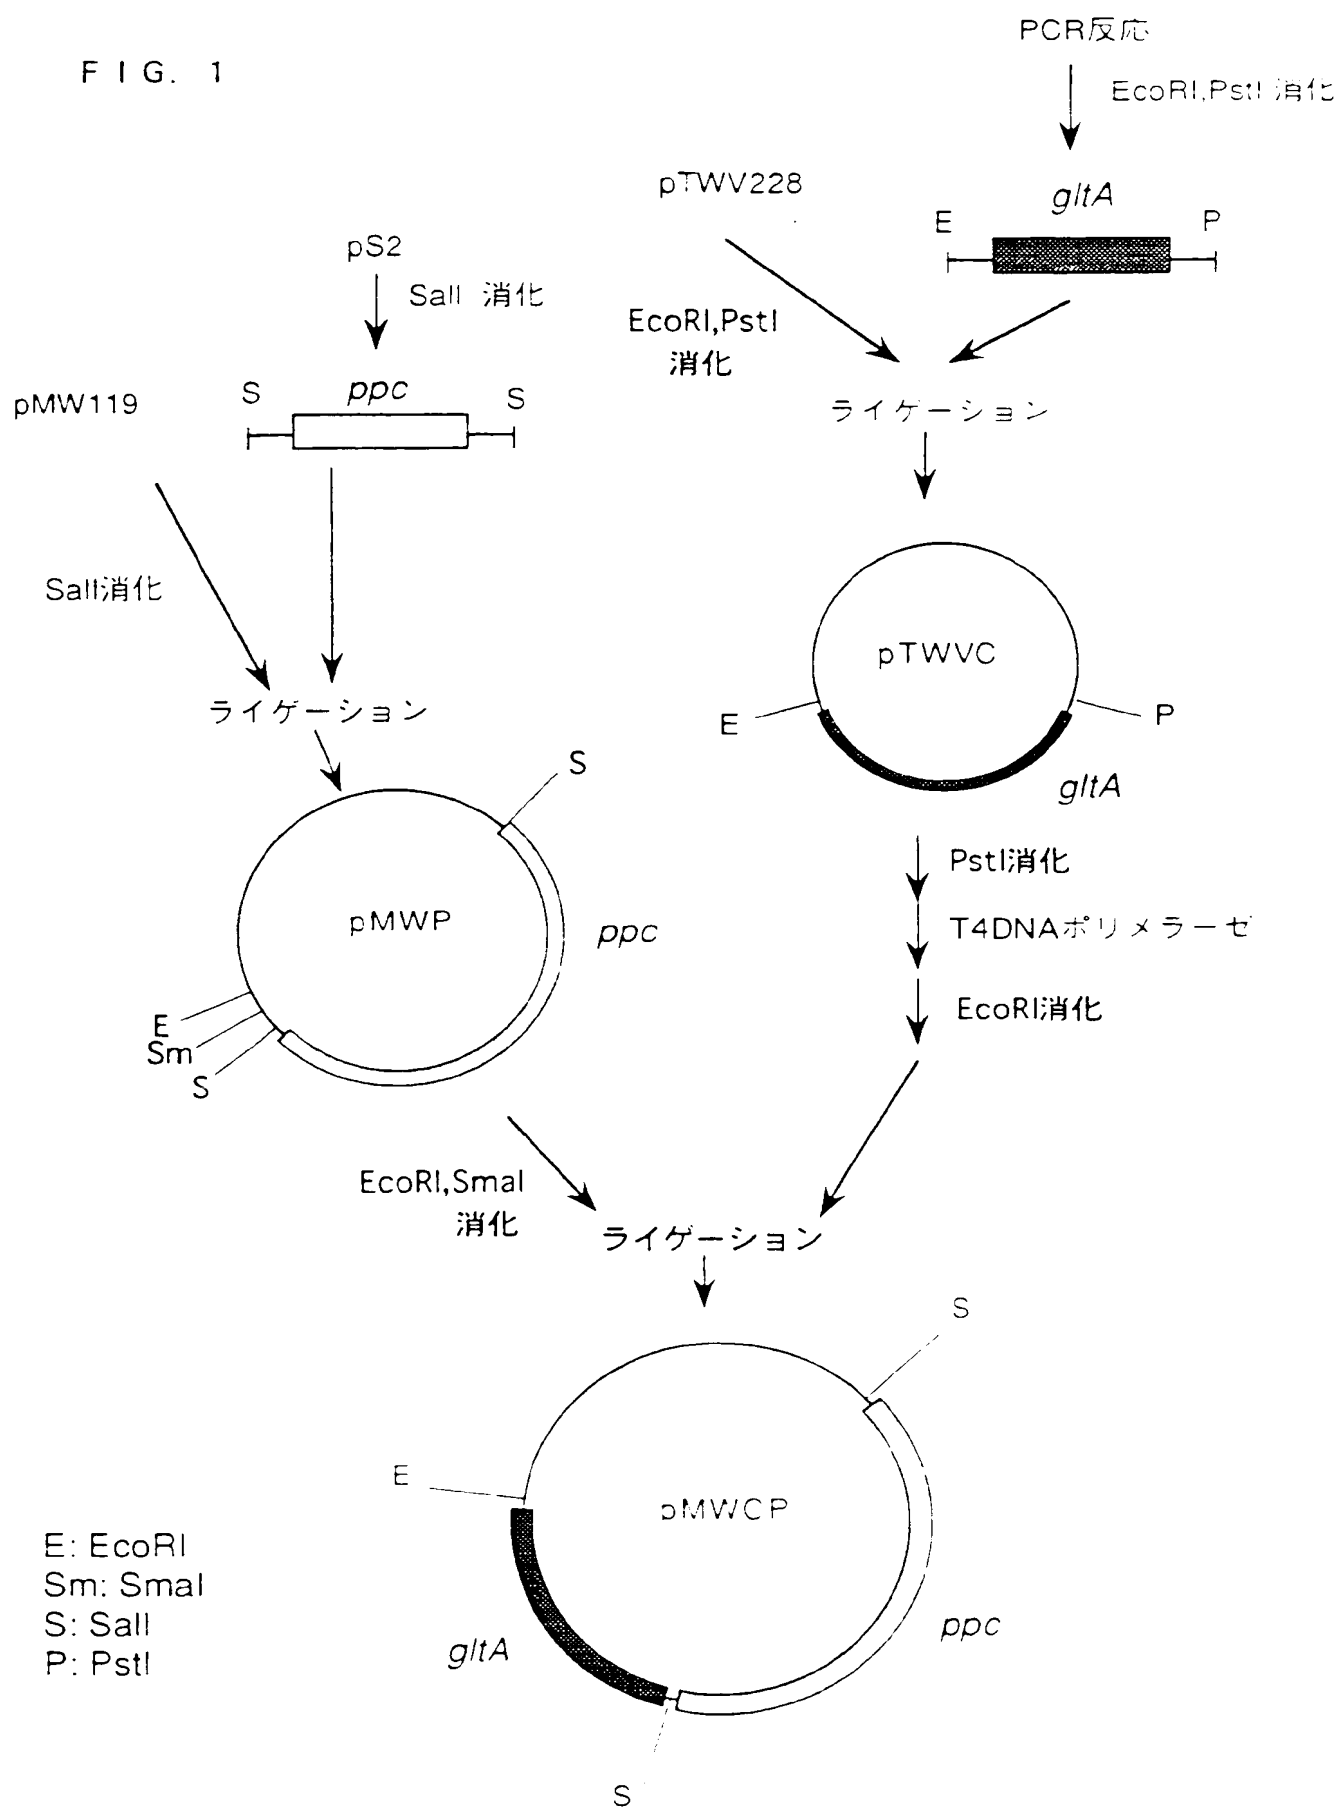 FIG. 1
PCR反応
EcoRI,PstI 消化
pTWV228
gltA
E
P
pS2
SalI 消化
EcoRI,PstI
消化
pMW119
S
ppc
S
ライゲーション
SalI消化
pTWVC
E
P
gltA
ライゲーション
S
PstI消化
pMWP
ppc
T4DNAポリメラーゼ
EcoRI消化
E
Sm
S
EcoRI,SmaI
消化
ライゲーション
S
E
pMWCP
E: EcoRI
Sm: SmaI
S: SalI
P: PstI
gltA
ppc
S